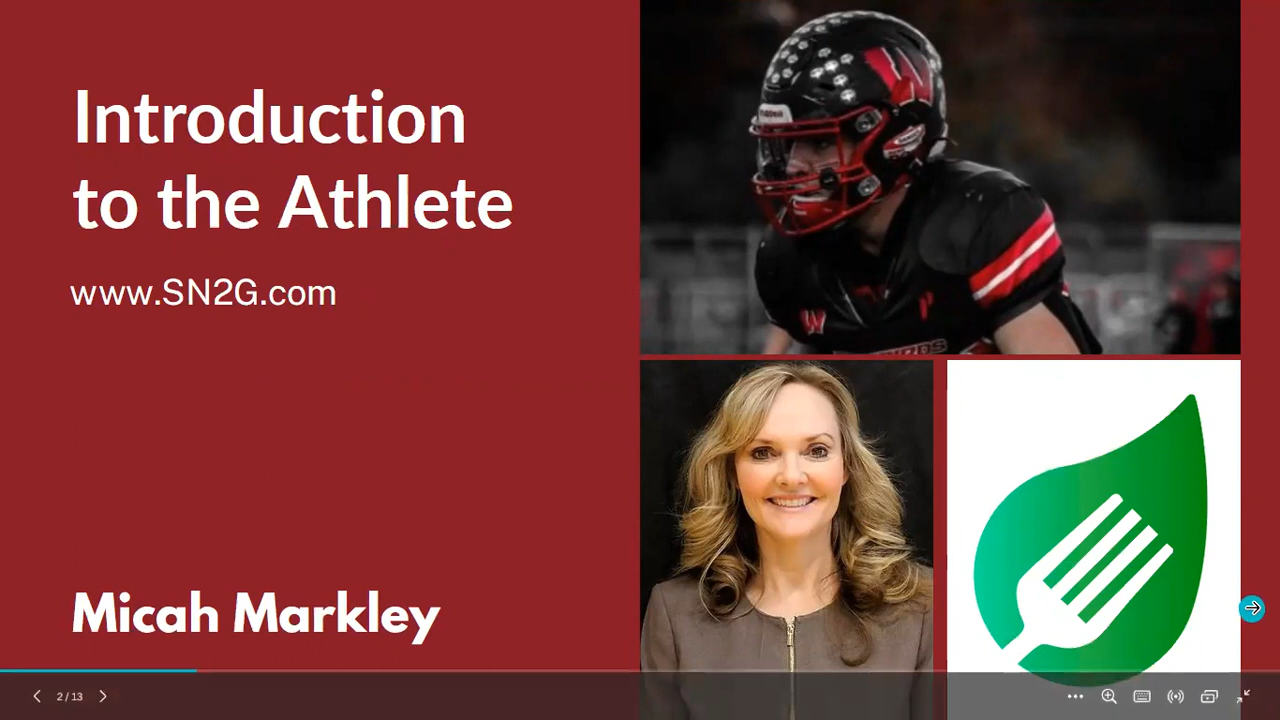 Introduction
to the Athlete
www.SN2G.com
Micah Markley
W
W
2 / 13